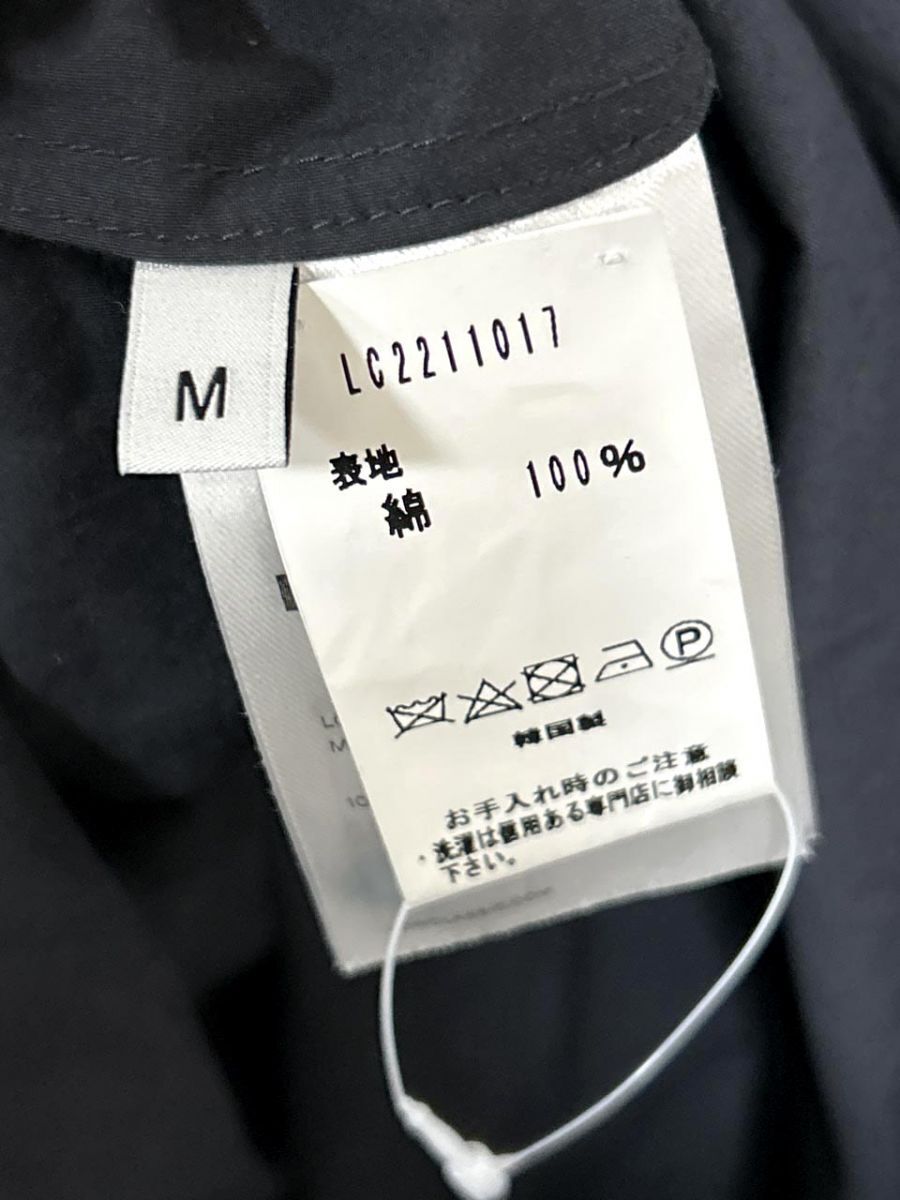 M
LC2211017
表地
綿 100%
P
韓国製
お手入れ時のご注意
・洗濯は信用ある専門店に御相談
下さい。